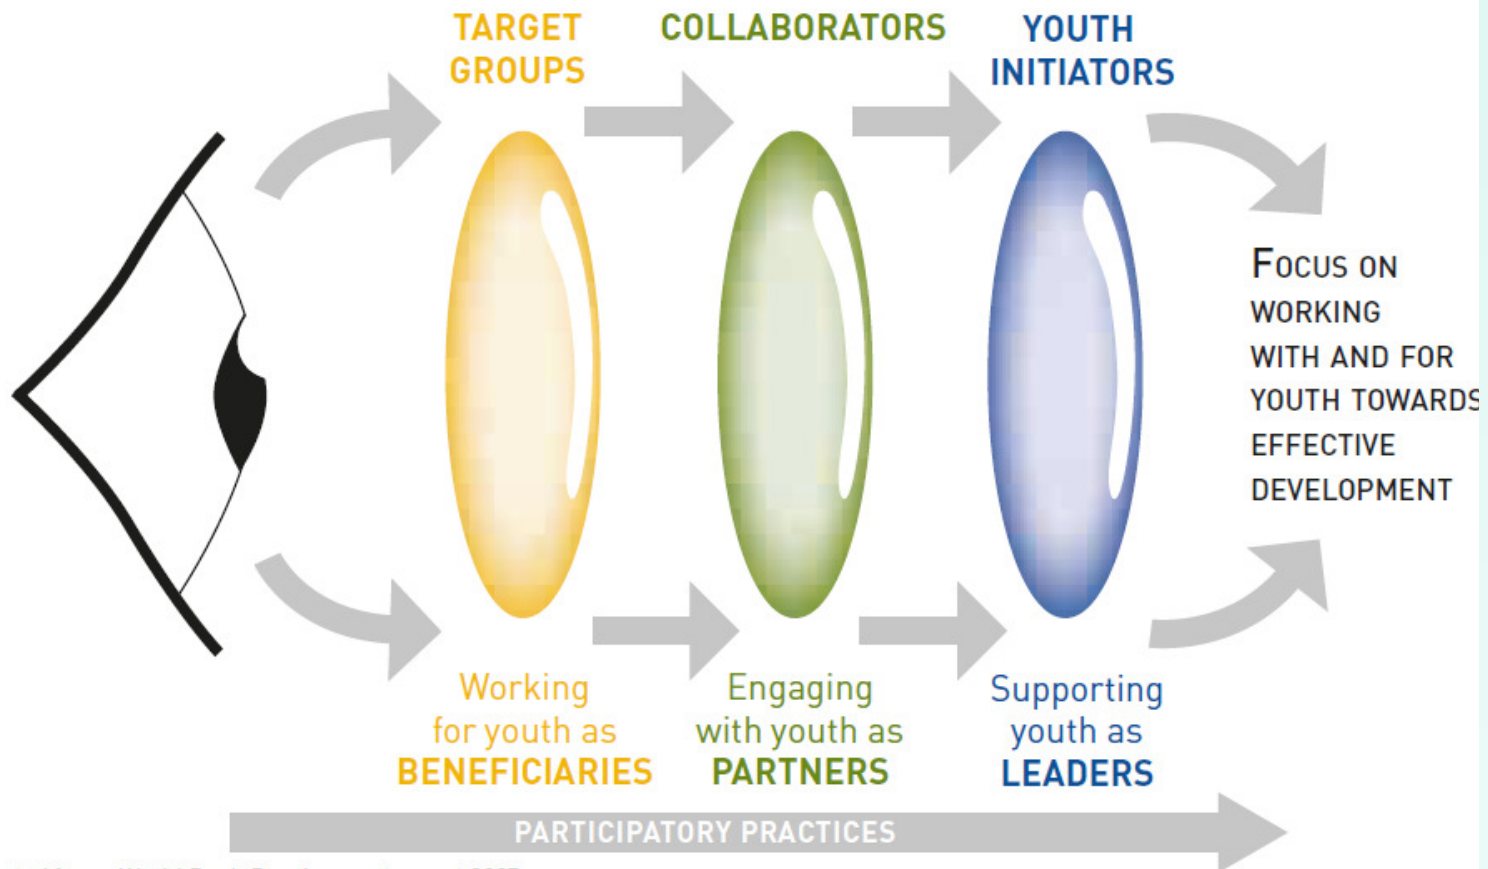 TARGET
GROUPS
COLLABORATORS
YOUTH
INITIATORS
FOCUS ON
WORKING
WITH AND FOR
YOUTH TOWARDS
EFFECTIVE
DEVELOPMENT
Working
for youth as
BENEFICIARIES
Engaging
with youth as
PARTNERS
Supporting
youth as
LEADERS
PARTICIPATORY PRACTICES